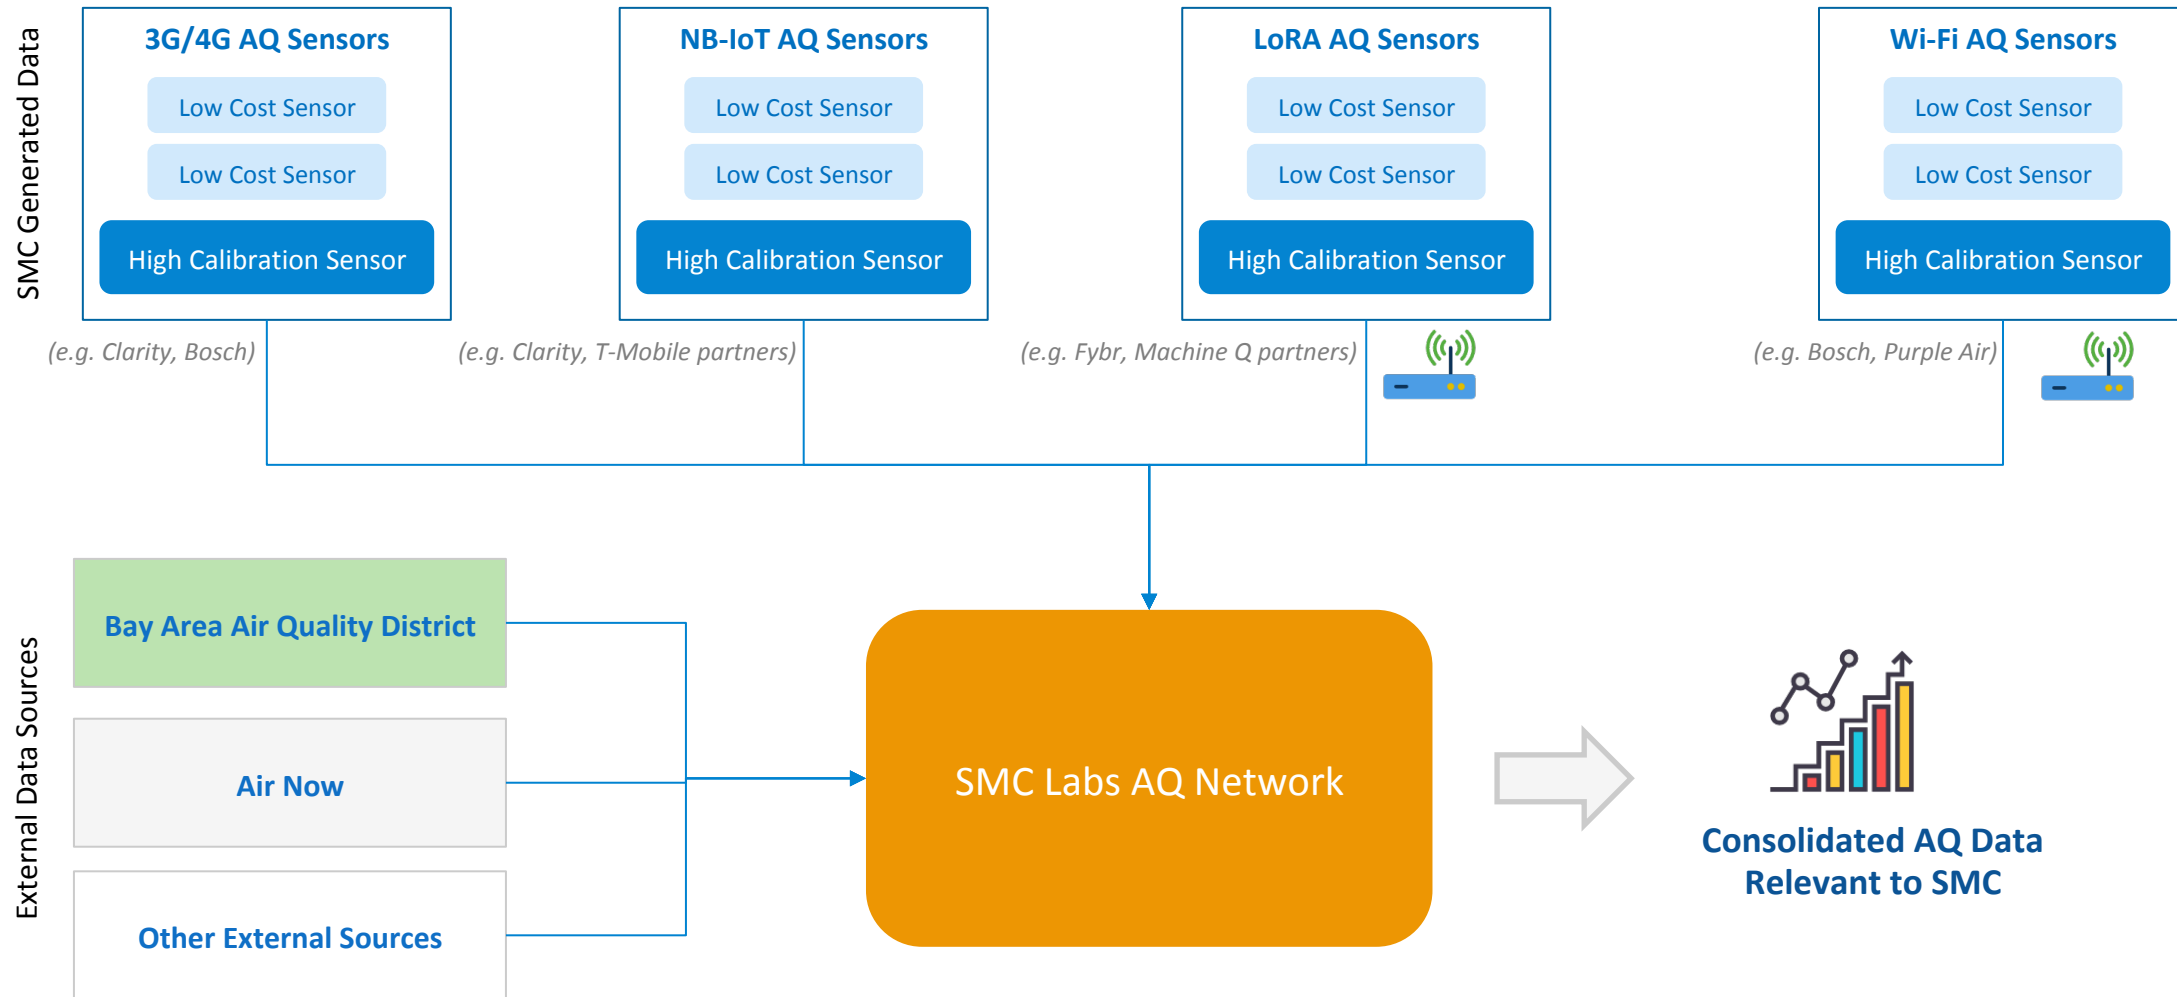 SMC Generated Data
3G/4G AQ Sensors
Low Cost Sensor
Low Cost Sensor
High Calibration Sensor
(e.g. Clarity, Bosch)
NB-IoT AQ Sensors
Low Cost Sensor
Low Cost Sensor
High Calibration Sensor
(e.g. Clarity, T-Mobile partners)
LoRA AQ Sensors
Low Cost Sensor
Low Cost Sensor
High Calibration Sensor
(e.g. Fybr, Machine Q partners)
Wi-Fi AQ Sensors
Low Cost Sensor
Low Cost Sensor
High Calibration Sensor
(e.g. Bosch, Purple Air)
External Data Sources
Bay Area Air Quality District
Air Now
Other External Sources
SMC Labs AQ Network
Consolidated AQ Data
Relevant to SMC